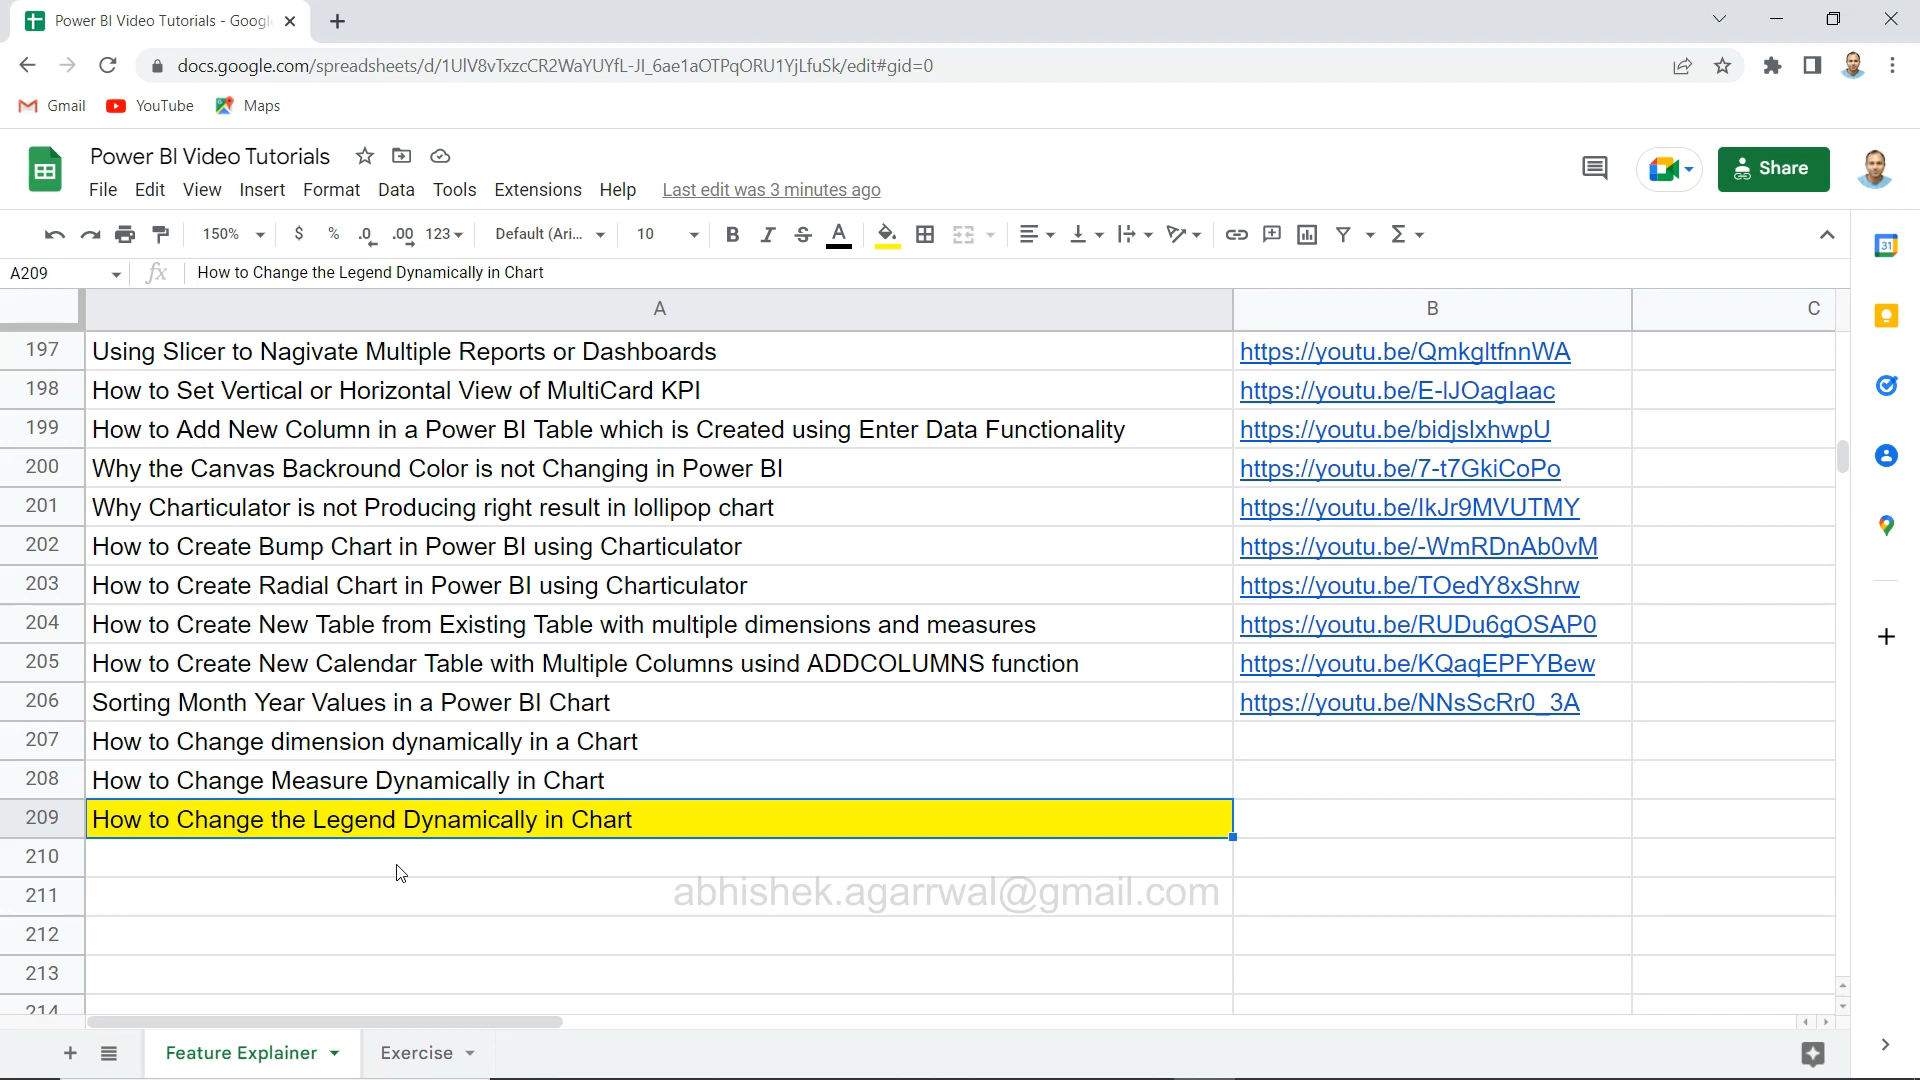 Power BI Video Tutorials - Googl
docs.google.com/spreadsheets/d/1UlV8vTxzcCR2WaYUYfL-Jl_6ae1aOTPqORU1YjLfuSk/edit#gid=0
Gmail YouTube Maps
Power BI Video Tutorials
File Edit View Insert Format Data Tools Extensions Help Last edit was 3 minutes ago
Share
150% $ % .0 .00 123 Default (Ari... 10 B I S A
A209 fx How to Change the Legend Dynamically in Chart
A B C
197 Using Slicer to Nagivate Multiple Reports or Dashboards https://youtu.be/QmkgltfnnWA
198 How to Set Vertical or Horizontal View of MultiCard KPI https://youtu.be/E-lJOaglaac
199 How to Add New Column in a Power BI Table which is Created using Enter Data Functionality https://youtu.be/bidjslxhwpU
200 Why the Canvas Backround Color is not Changing in Power BI https://youtu.be/7-t7GkiCoPo
201 Why Charticulator is not Producing right result in lollipop chart https://youtu.be/lkJr9MVUTMY
202 How to Create Bump Chart in Power BI using Charticulator https://youtu.be/-WmRDnAb0vM
203 How to Create Radial Chart in Power BI using Charticulator https://youtu.be/TOedY8xShrw
204 How to Create New Table from Existing Table with multiple dimensions and measures https://youtu.be/RUDu6gOSAP0
205 How to Create New Calendar Table with Multiple Columns usind ADDCOLUMNS function https://youtu.be/KQaqEPFYBew
206 Sorting Month Year Values in a Power BI Chart https://youtu.be/NNsScRr0_3A
207 How to Change dimension dynamically in a Chart
208 How to Change Measure Dynamically in Chart
209 How to Change the Legend Dynamically in Chart
210
211 abhishek.agarrwal@gmail.com
212
213
214
Feature Explainer Exercise
31